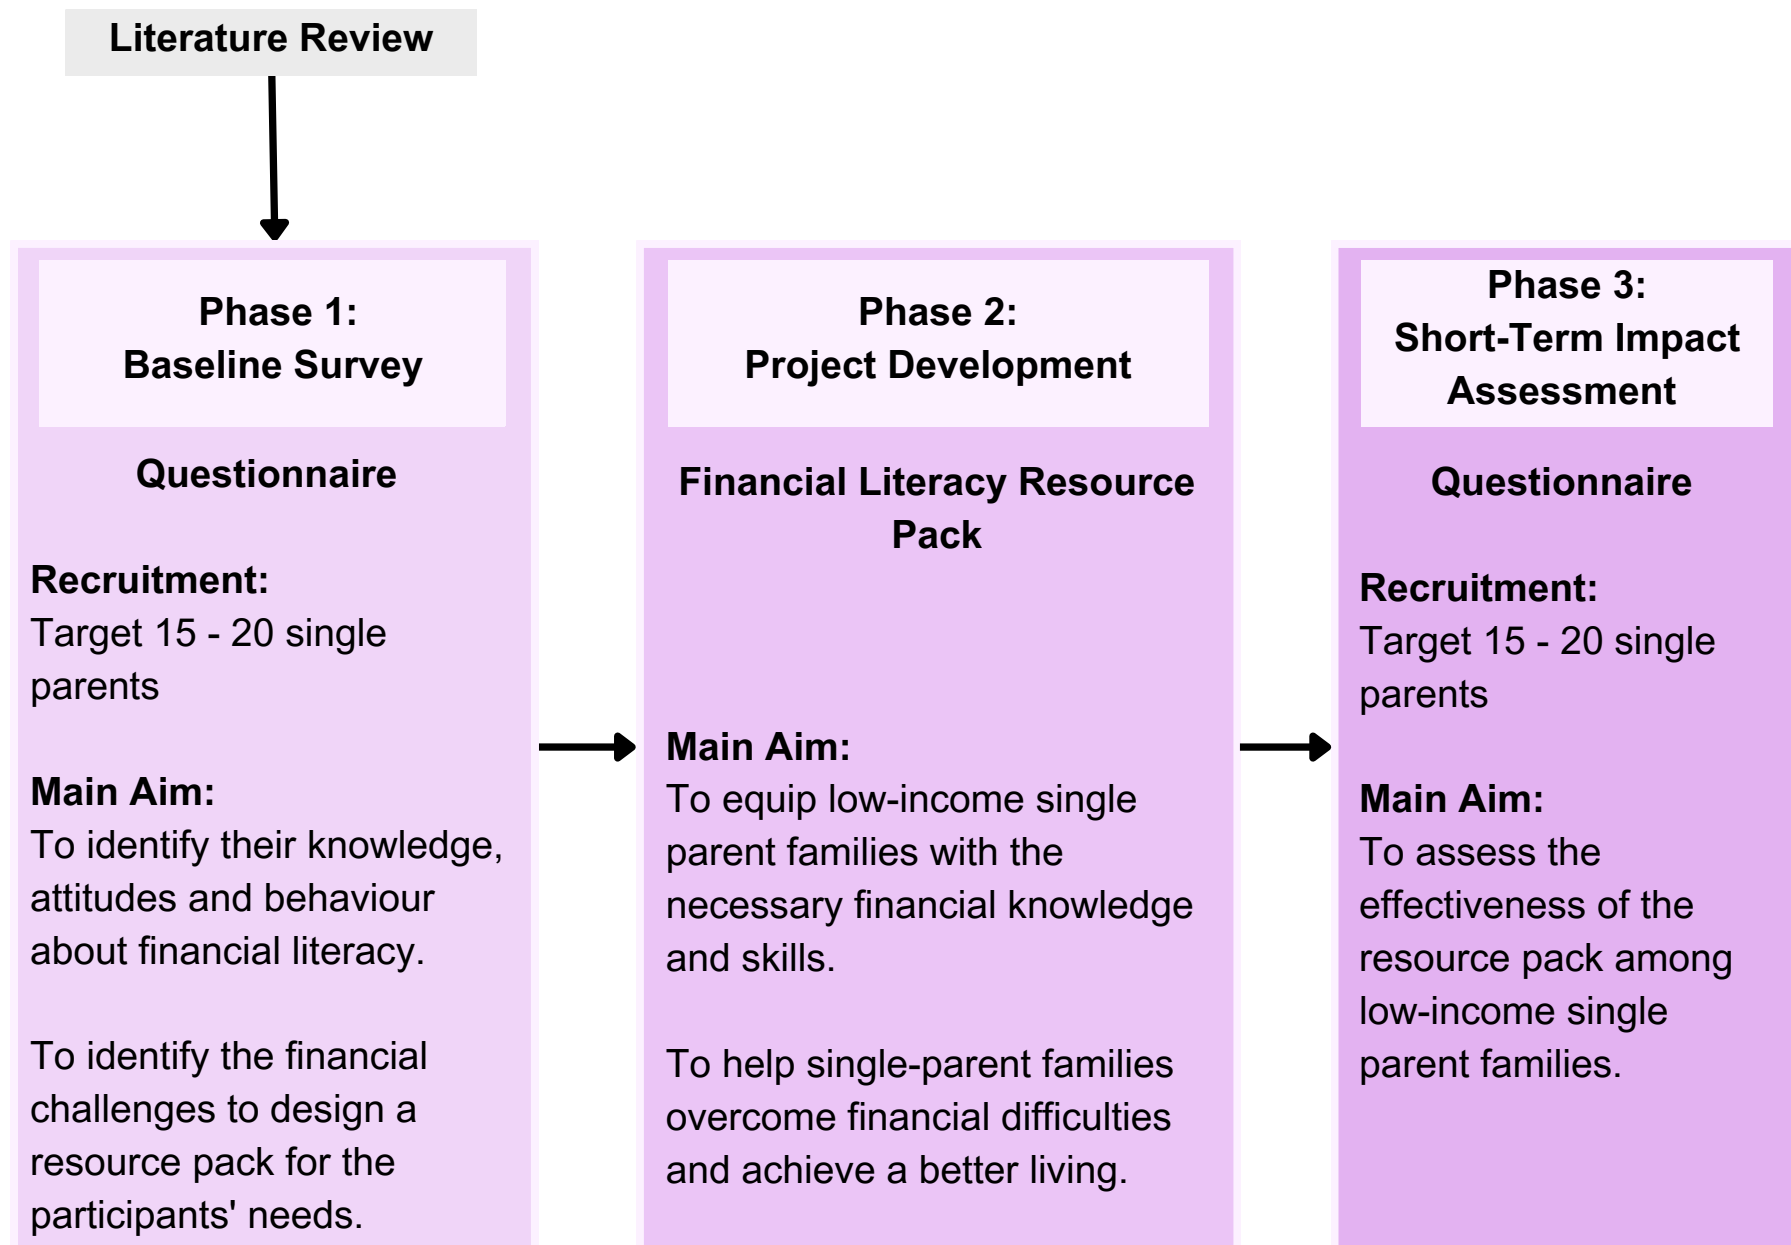 Literature Review
Phase 1:
Baseline Survey
Questionnaire
Recruitment:
Target 15 - 20 single
parents
Main Aim:
To identify their knowledge,
attitudes and behaviour
about financial literacy.
To identify the financial
challenges to design a
resource pack for the
participants' needs.
Phase 2:
Project Development
Financial Literacy Resource
Pack
Main Aim:
To equip low-income single
parent families with the
necessary financial knowledge
and skills.
To help single-parent families
overcome financial difficulties
and achieve a better living.
Phase 3:
Short-Term Impact
Assessment
Questionnaire
Recruitment:
Target 15 - 20 single
parents
Main Aim:
To assess the
effectiveness of the
resource pack among
low-income single
parent families.